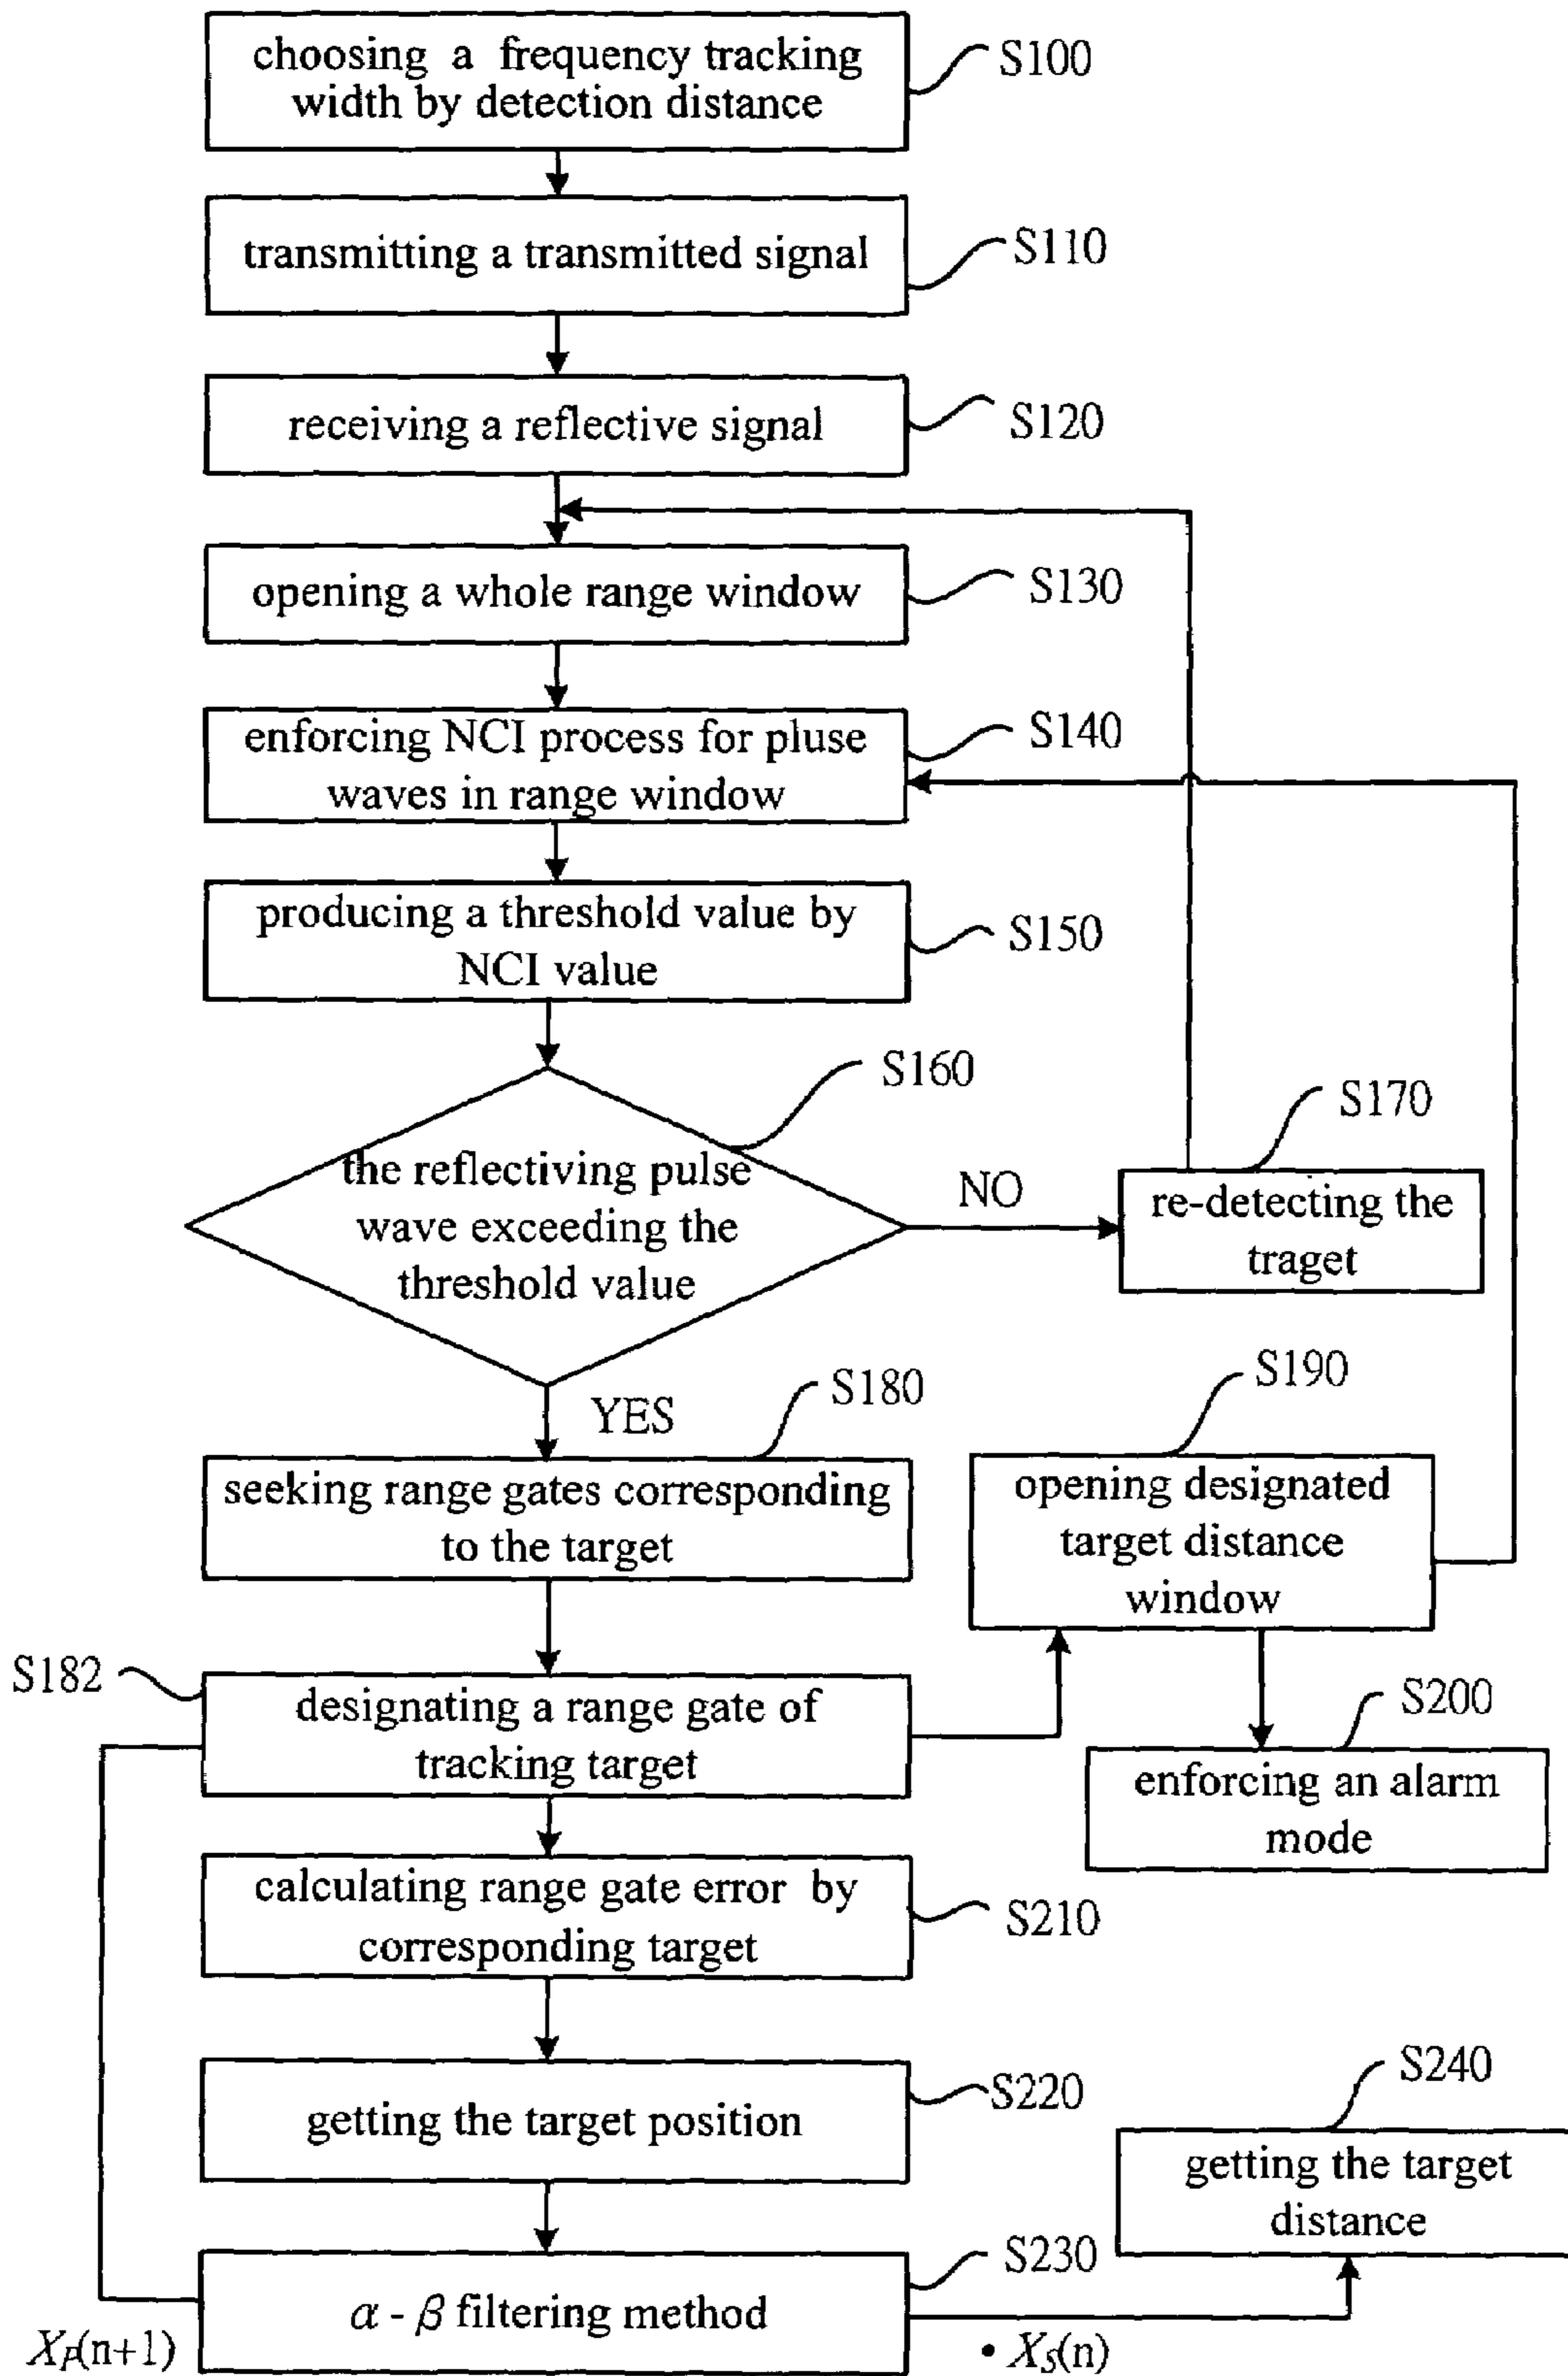 choosing a frequency tracking
width by detection distance
S100
transmitting a transmitted signal
S110
receiving a reflective signal
S120
opening a whole range window
S130
enforcing NCI process for pluse
waves in range window
S140
producing a threshold value by
NCI value
S150
S160
the reflectiving pulse
wave exceeding the
threshold value
NO
S170
re-detecting the
traget
YES
S180
seeking range gates corresponding
to the target
S190
opening designated
target distance
window
S182
designating a range gate of
tracking target
S200
enforcing an alarm
mode
calculating range gate error by
corresponding target
S210
getting the target position
S220
S240
getting the target
distance
α - β filtering method
S230
X_P(n+1)
• X_S(n)